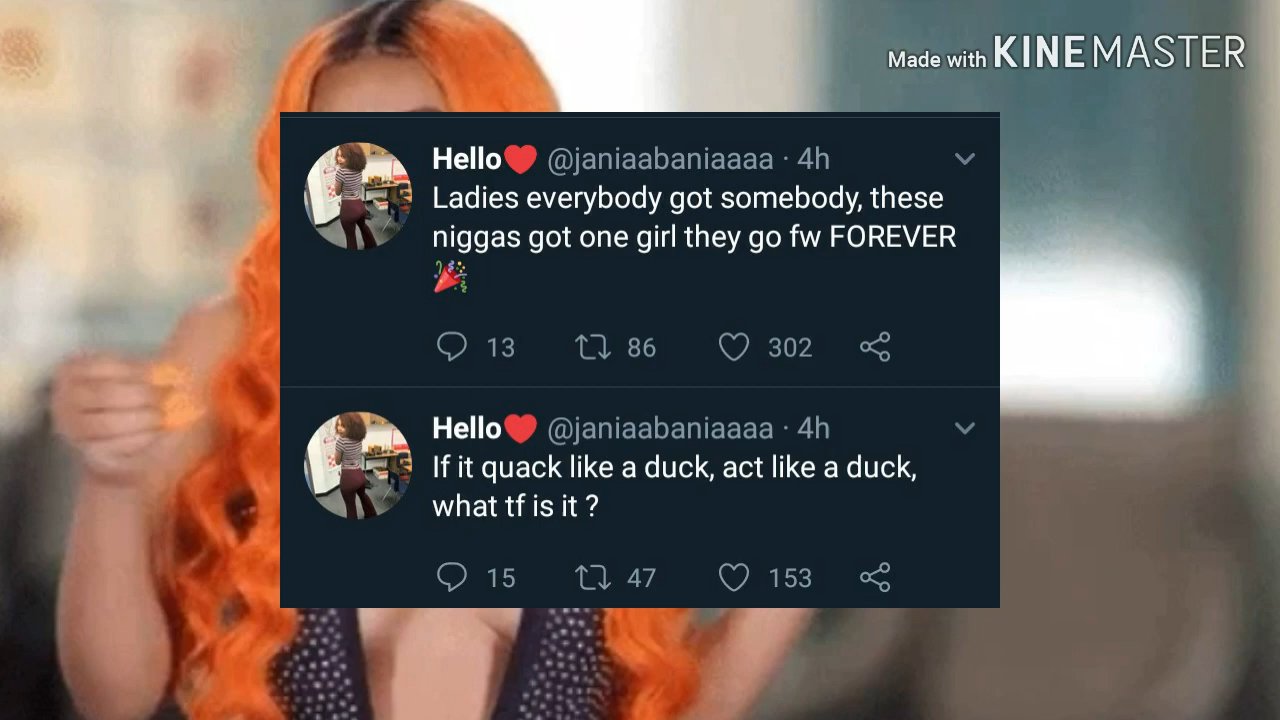 Made with KINEMASTER
Hello❤️ @janiaabaniaaaa · 4h
Ladies everybody got somebody, these
niggas got one girl they go fw FOREVER
🎉
13 86 302
Hello❤️ @janiaabaniaaaa · 4h
If it quack like a duck, act like a duck,
what tf is it ?
15 47 153